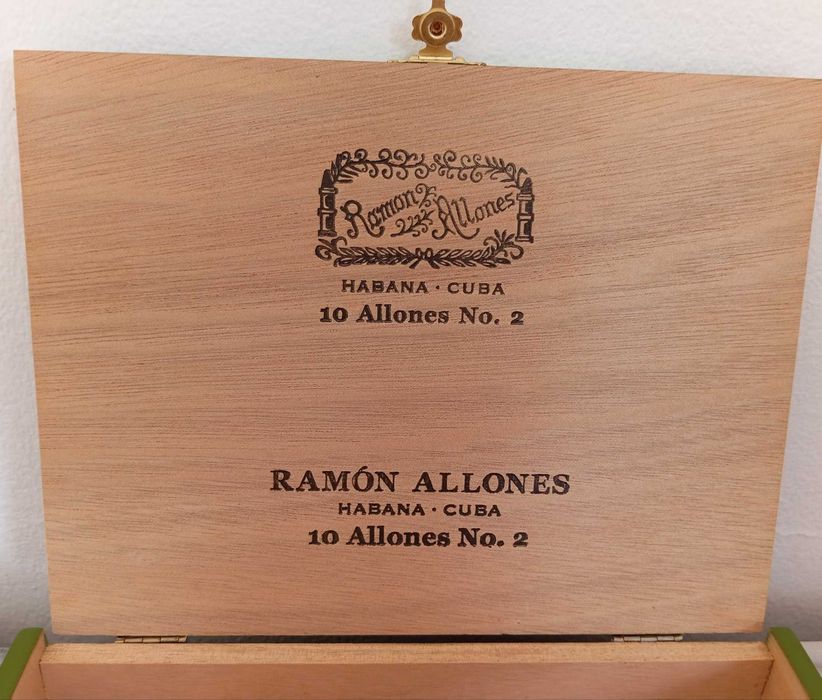 Ramon Allones
HABANA · CUBA
10 Allones No. 2
RAMÓN ALLONES
HABANA · CUBA
10 Allones No. 2